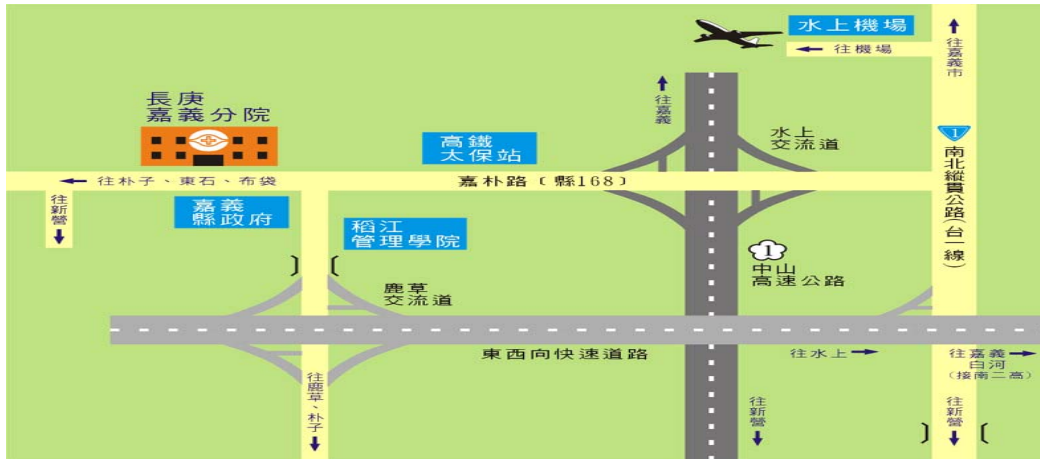 水上機場
← 往機場
↑
往嘉義市
↑
往嘉義
長庚
嘉義分院
高鐵
太保站
水上
交流道
1
南北縱貫公路(台一線)
← 往朴子、東石、布袋
嘉朴路(縣168)
往新營
↓
嘉義
縣政府
稻江
管理學院
1
中山
高速公路
鹿草
交流道
東西向快速道路
往水上 →
往嘉義 →
白河
(接南二高)
往鹿草、朴子
↓
往新營
↓
往新營
↓